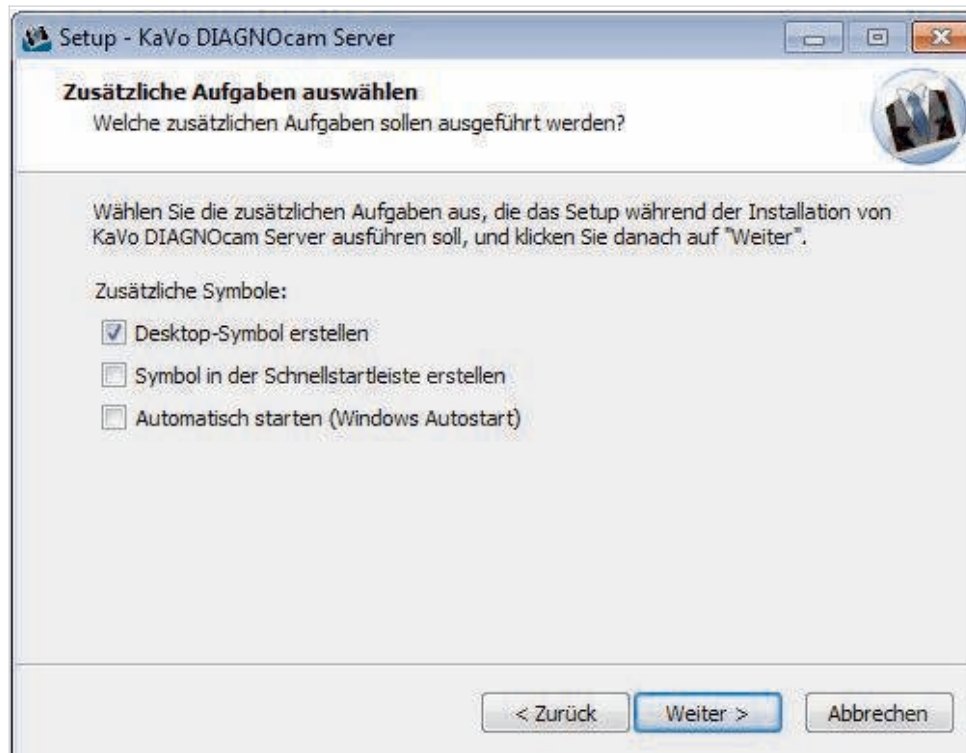 Setup - KaVo DIAGNOcam Server
Zusätzliche Aufgaben auswählen
Welche zusätzlichen Aufgaben sollen ausgeführt werden?
Wählen Sie die zusätzlichen Aufgaben aus, die das Setup während der Installation von
KaVo DIAGNOcam Server ausführen soll, und klicken Sie danach auf "Weiter".
Zusätzliche Symbole:
Desktop-Symbol erstellen
Symbol in der Schnellstartleiste erstellen
Automatisch starten (Windows Autostart)
< Zurück Weiter > Abbrechen